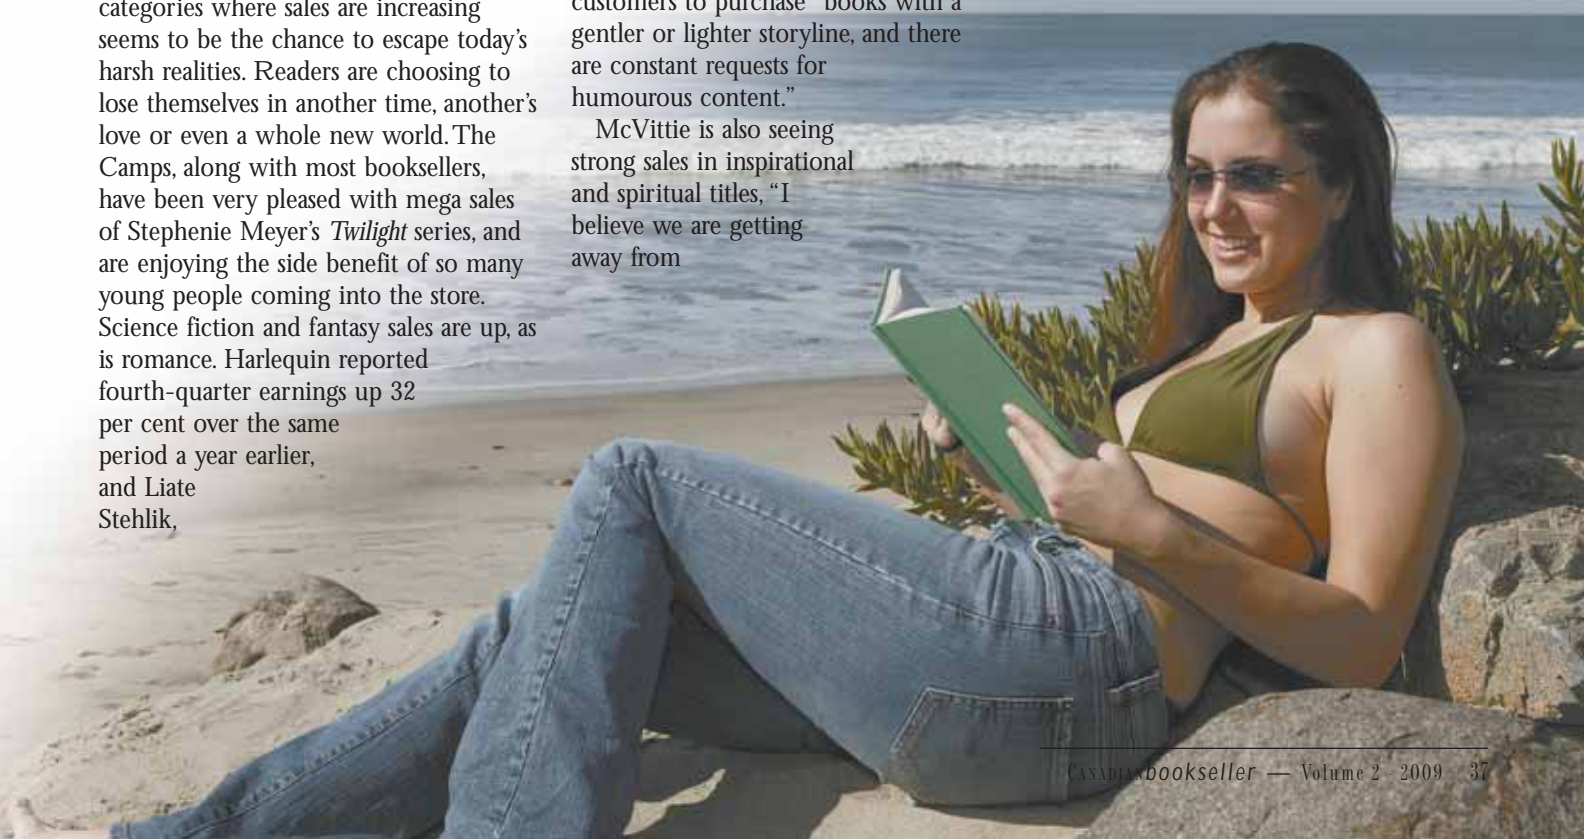 categories where sales are increasing
seems to be the chance to escape today's
harsh realities. Readers are choosing to
lose themselves in another time, another's
love or even a whole new world. The
Camps, along with most booksellers,
have been very pleased with mega sales
of Stephenie Meyer's Twilight series, and
are enjoying the side benefit of so many
young people coming into the store.
Science fiction and fantasy sales are up, as
is romance. Harlequin reported
fourth-quarter earnings up 32
per cent over the same
period a year earlier,
and Liate
Stehlik,
customers to purchase “books with a
gentler or lighter storyline, and there
are constant requests for
humourous content.”
McVittie is also seeing
strong sales in inspirational
and spiritual titles, “I
believe we are getting
away from
CANADIANbookseller — Volume 2 - 2009 37